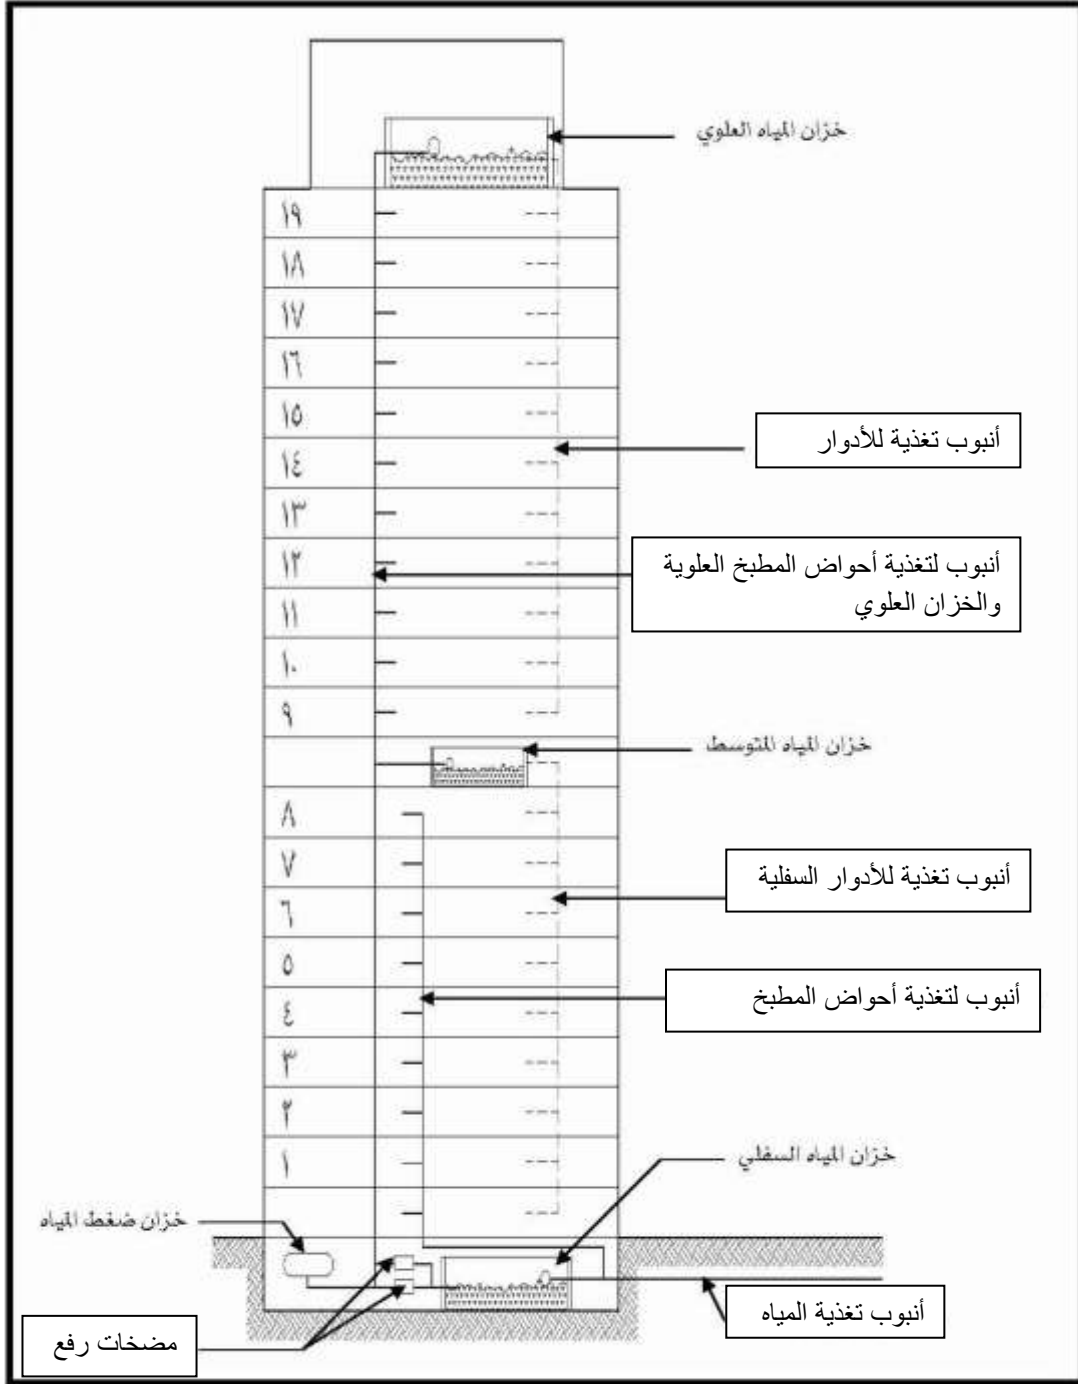 خزان المياه العلوي
١٩
١٨
١٧
١٦
١٥
أنبوب تغذية للأدوار
١٤
١٣
١٢
أنبوب لتغذية أحواض المطبخ العلوية
والخزان العلوي
١١
١٠
٩
خزان المياه المتوسط
٨
٧
أنبوب تغذية للأدوار السفلية
٦
٥
أنبوب لتغذية أحواض المطبخ
٤
٣
٢
١
خزان المياه السفلي
خزان ضغط المياه
أنبوب تغذية المياه
مضخات رفع